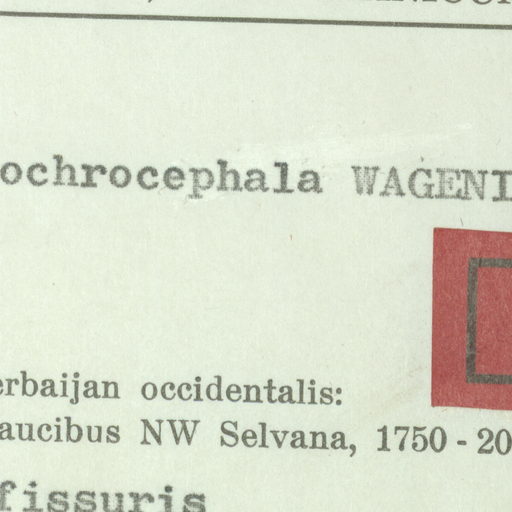 ochrocephala WAGENI
erbaijan occidentalis:
aucibus NW Selvana, 1750 - 20
fissuris